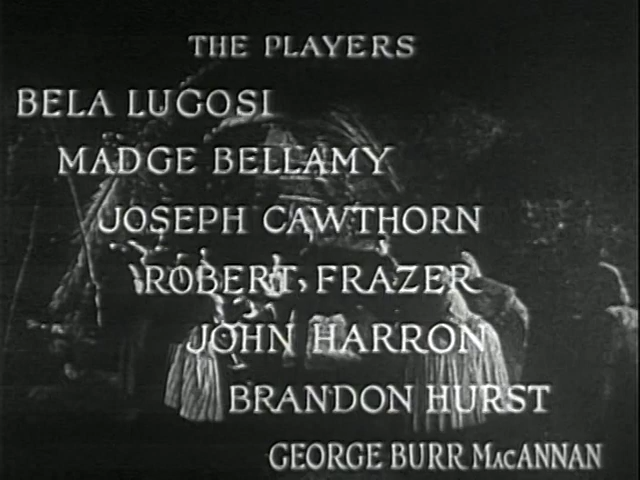 THE PLAYERS
BELA LUGOSI
MADGE BELLAMY
JOSEPH CAWTHORN
ROBERT FRAZER
JOHN HARRON
BRANDON HURST
GEORGE BURR MACANNAN